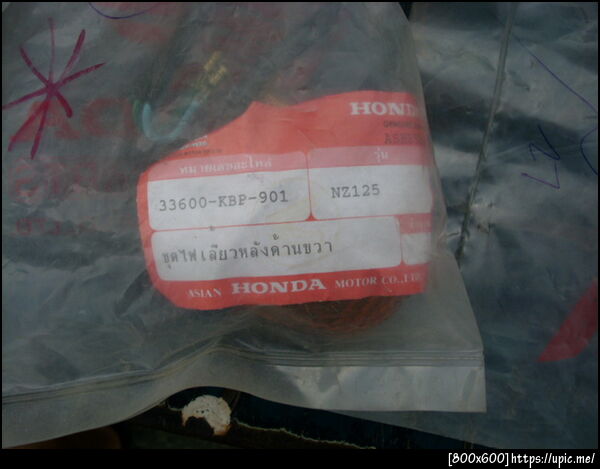 HONDA
หมายเลขอะไหล่ รุ่น
33600-KBP-901 NZ125
ชุดไฟเลี้ยวหลังด้านขวา
ASIAN HONDA MOTOR CO.,LTD
[800x600]https://upic.me/